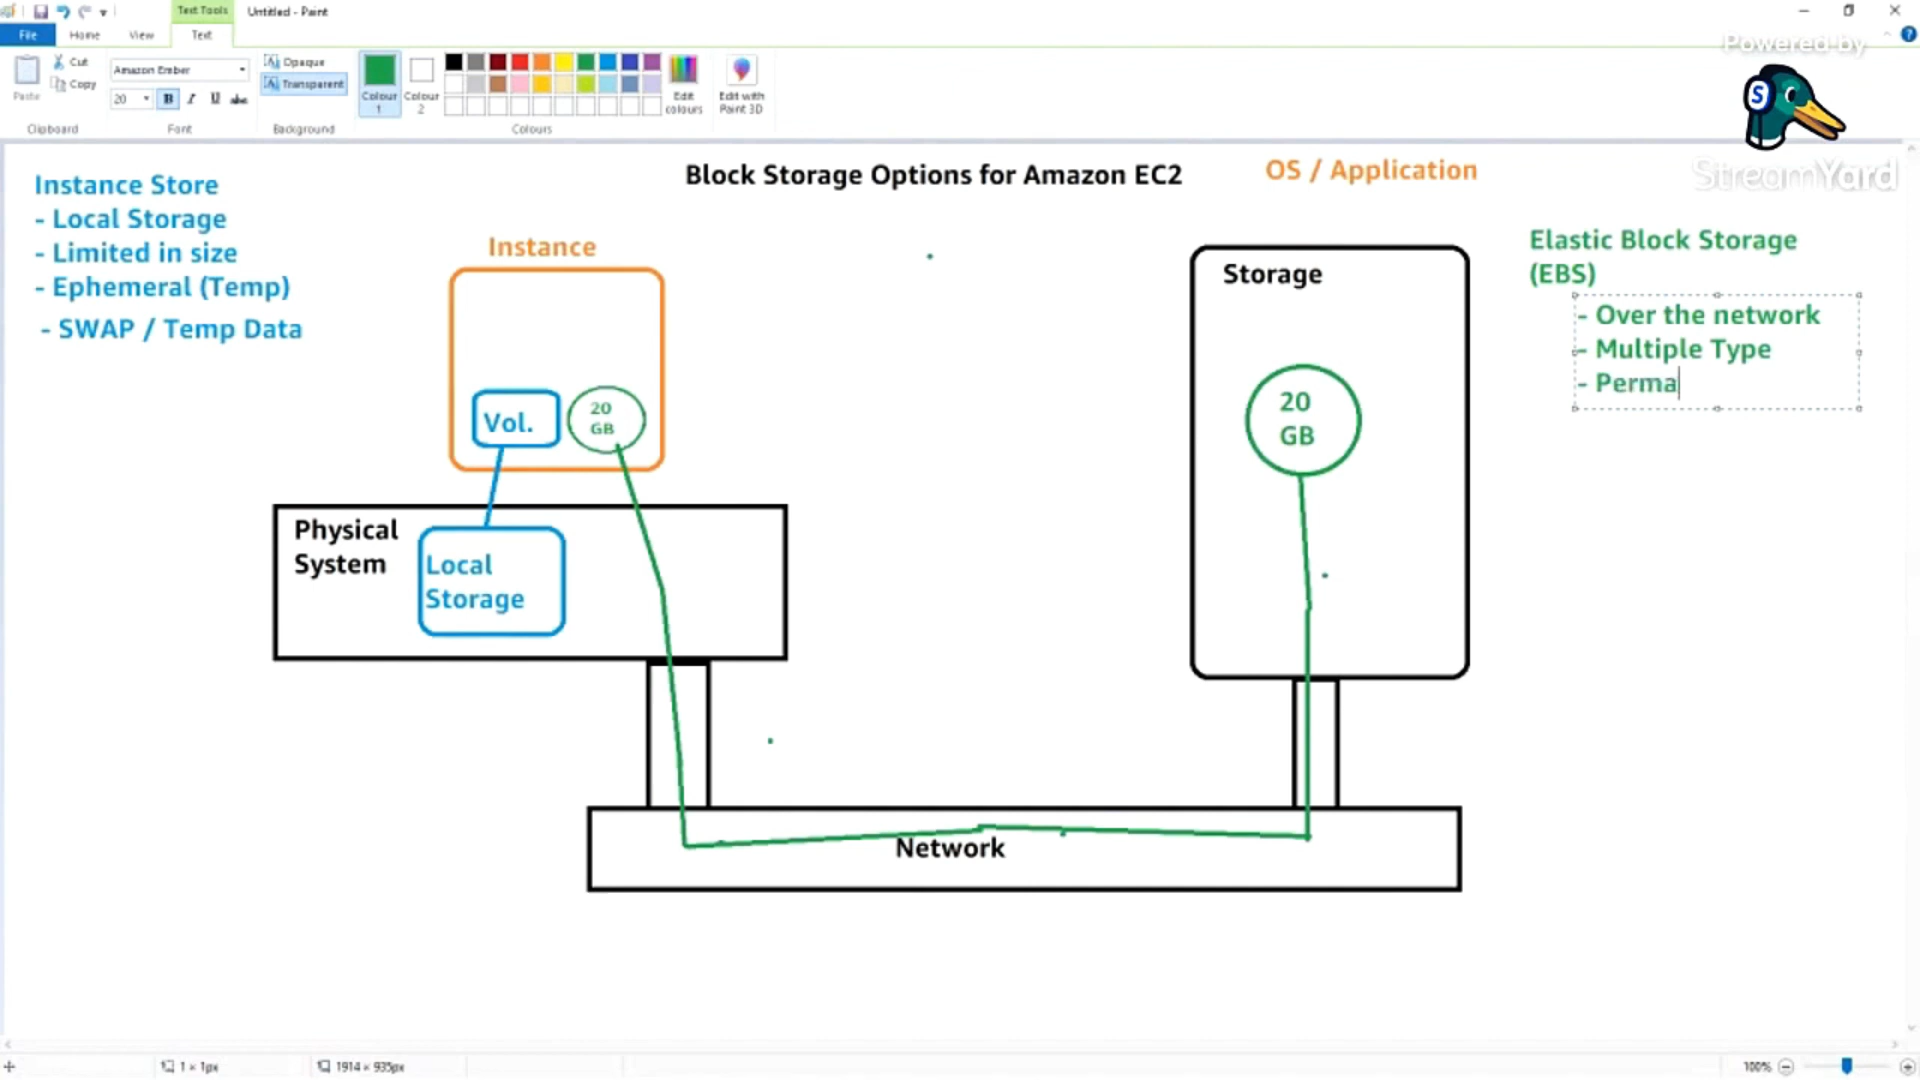 Text Tools
Untitled - Paint
File
Home
View
Text
Cut
Copy
Paste
Clipboard
Amazon Ember
20
B
I
U
abc
Font
Opaque
Transparent
Background
Colour 1
Colour 2
Edit colours
Edit with Paint 3D
Colours
Powered by
S
StreamYard
Block Storage Options for Amazon EC2
OS / Application
Instance Store
- Local Storage
- Limited in size
- Ephemeral (Temp)
- SWAP / Temp Data
Instance
Vol.
20
GB
Physical
System
Local
Storage
Storage
20
GB
Network
Elastic Block Storage
(EBS)
- Over the network
- Multiple Type
- Perma
1 × 1px
1914 × 935px
100%